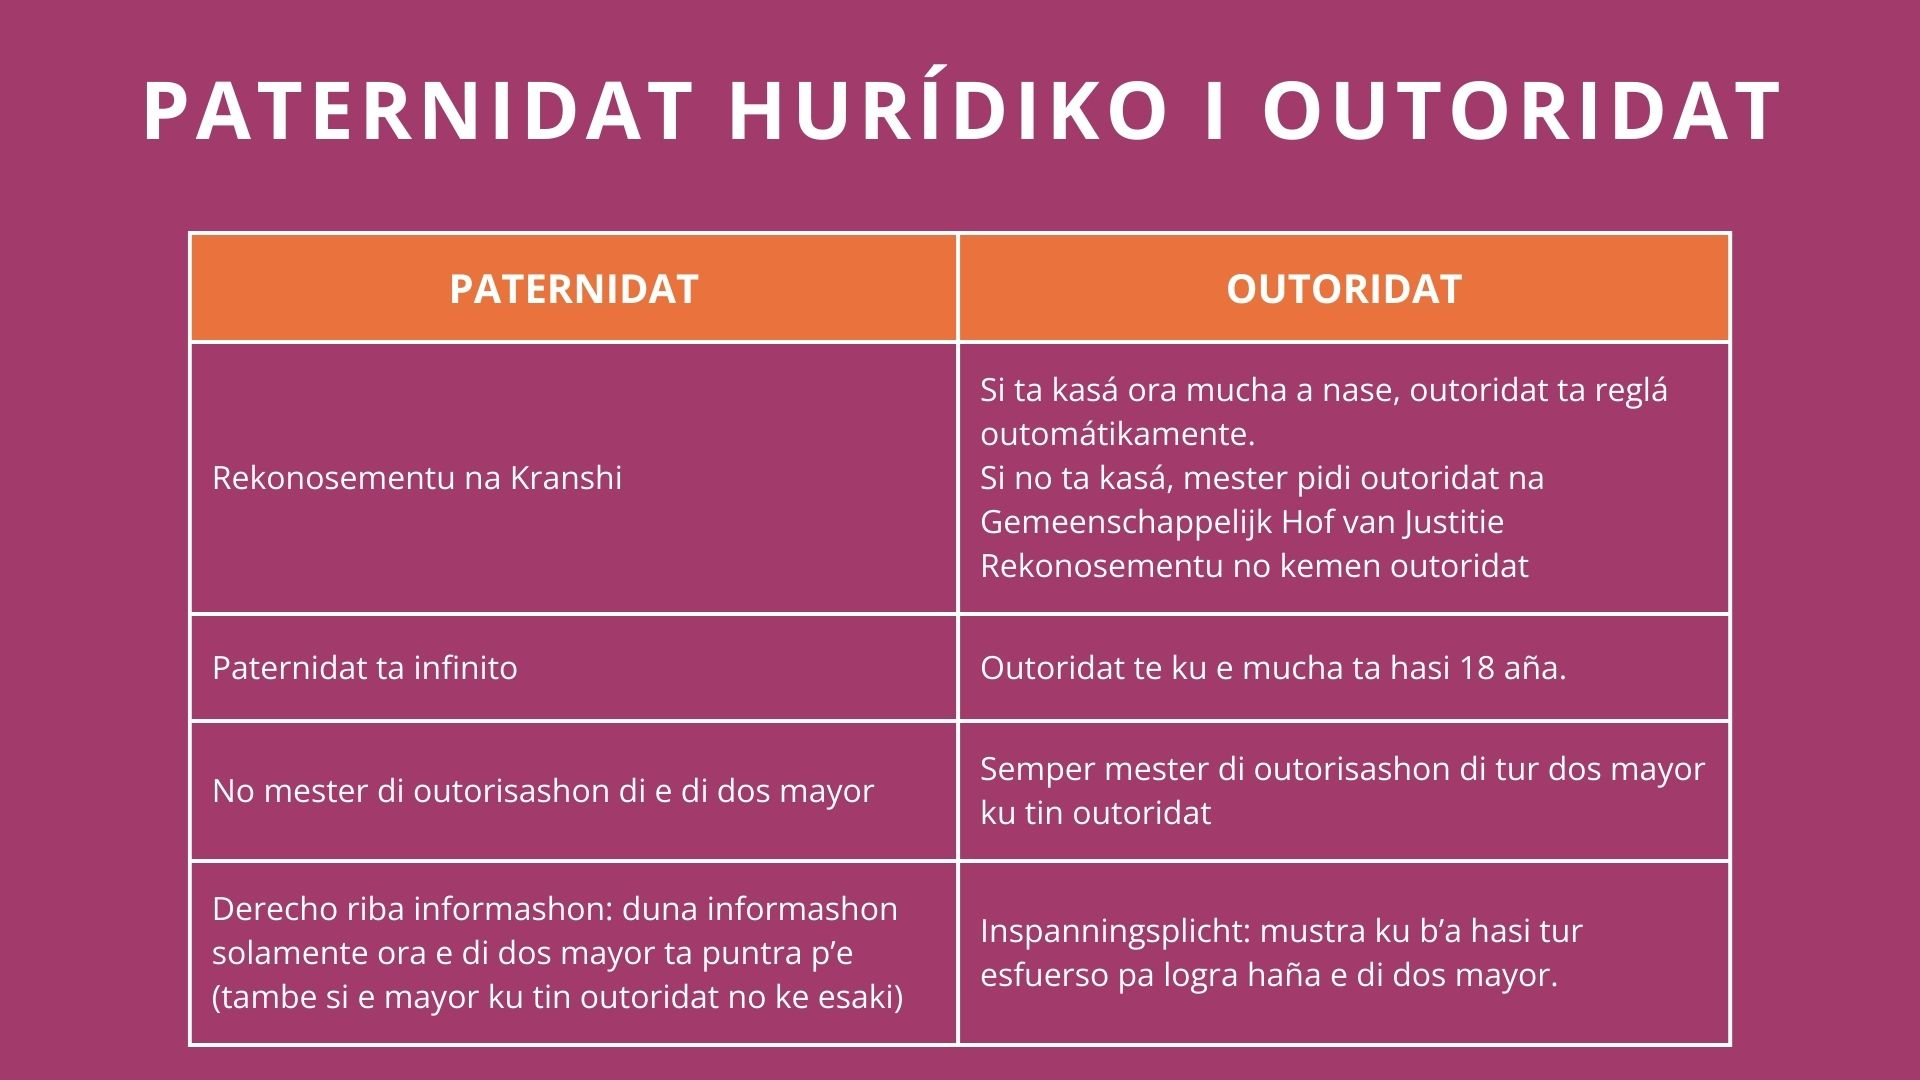 PATERNIDAT HURÍDIKO I OUTORIDAT
PATERNIDAT
OUTORIDAT
Rekonosementu na Kranshi
Si ta kasá ora mucha a nase, outoridat ta reglá
outomátikamente.
Si no ta kasá, mester pidi outoridat na
Gemeenschappelijk Hof van Justitie
Rekonosementu no kemen outoridat
Paternidat ta infinito
Outoridat te ku e mucha ta hasi 18 aña.
No mester di outorisashon di e di dos mayor
Semper mester di outorisashon di tur dos mayor
ku tin outoridat
Derecho riba informashon: duna informashon
solamente ora e di dos mayor ta puntra p’e
(tambe si e mayor ku tin outoridat no ke esaki)
Inspanningsplicht: mustra ku b’a hasi tur
esfuerso pa logra haña e di dos mayor.